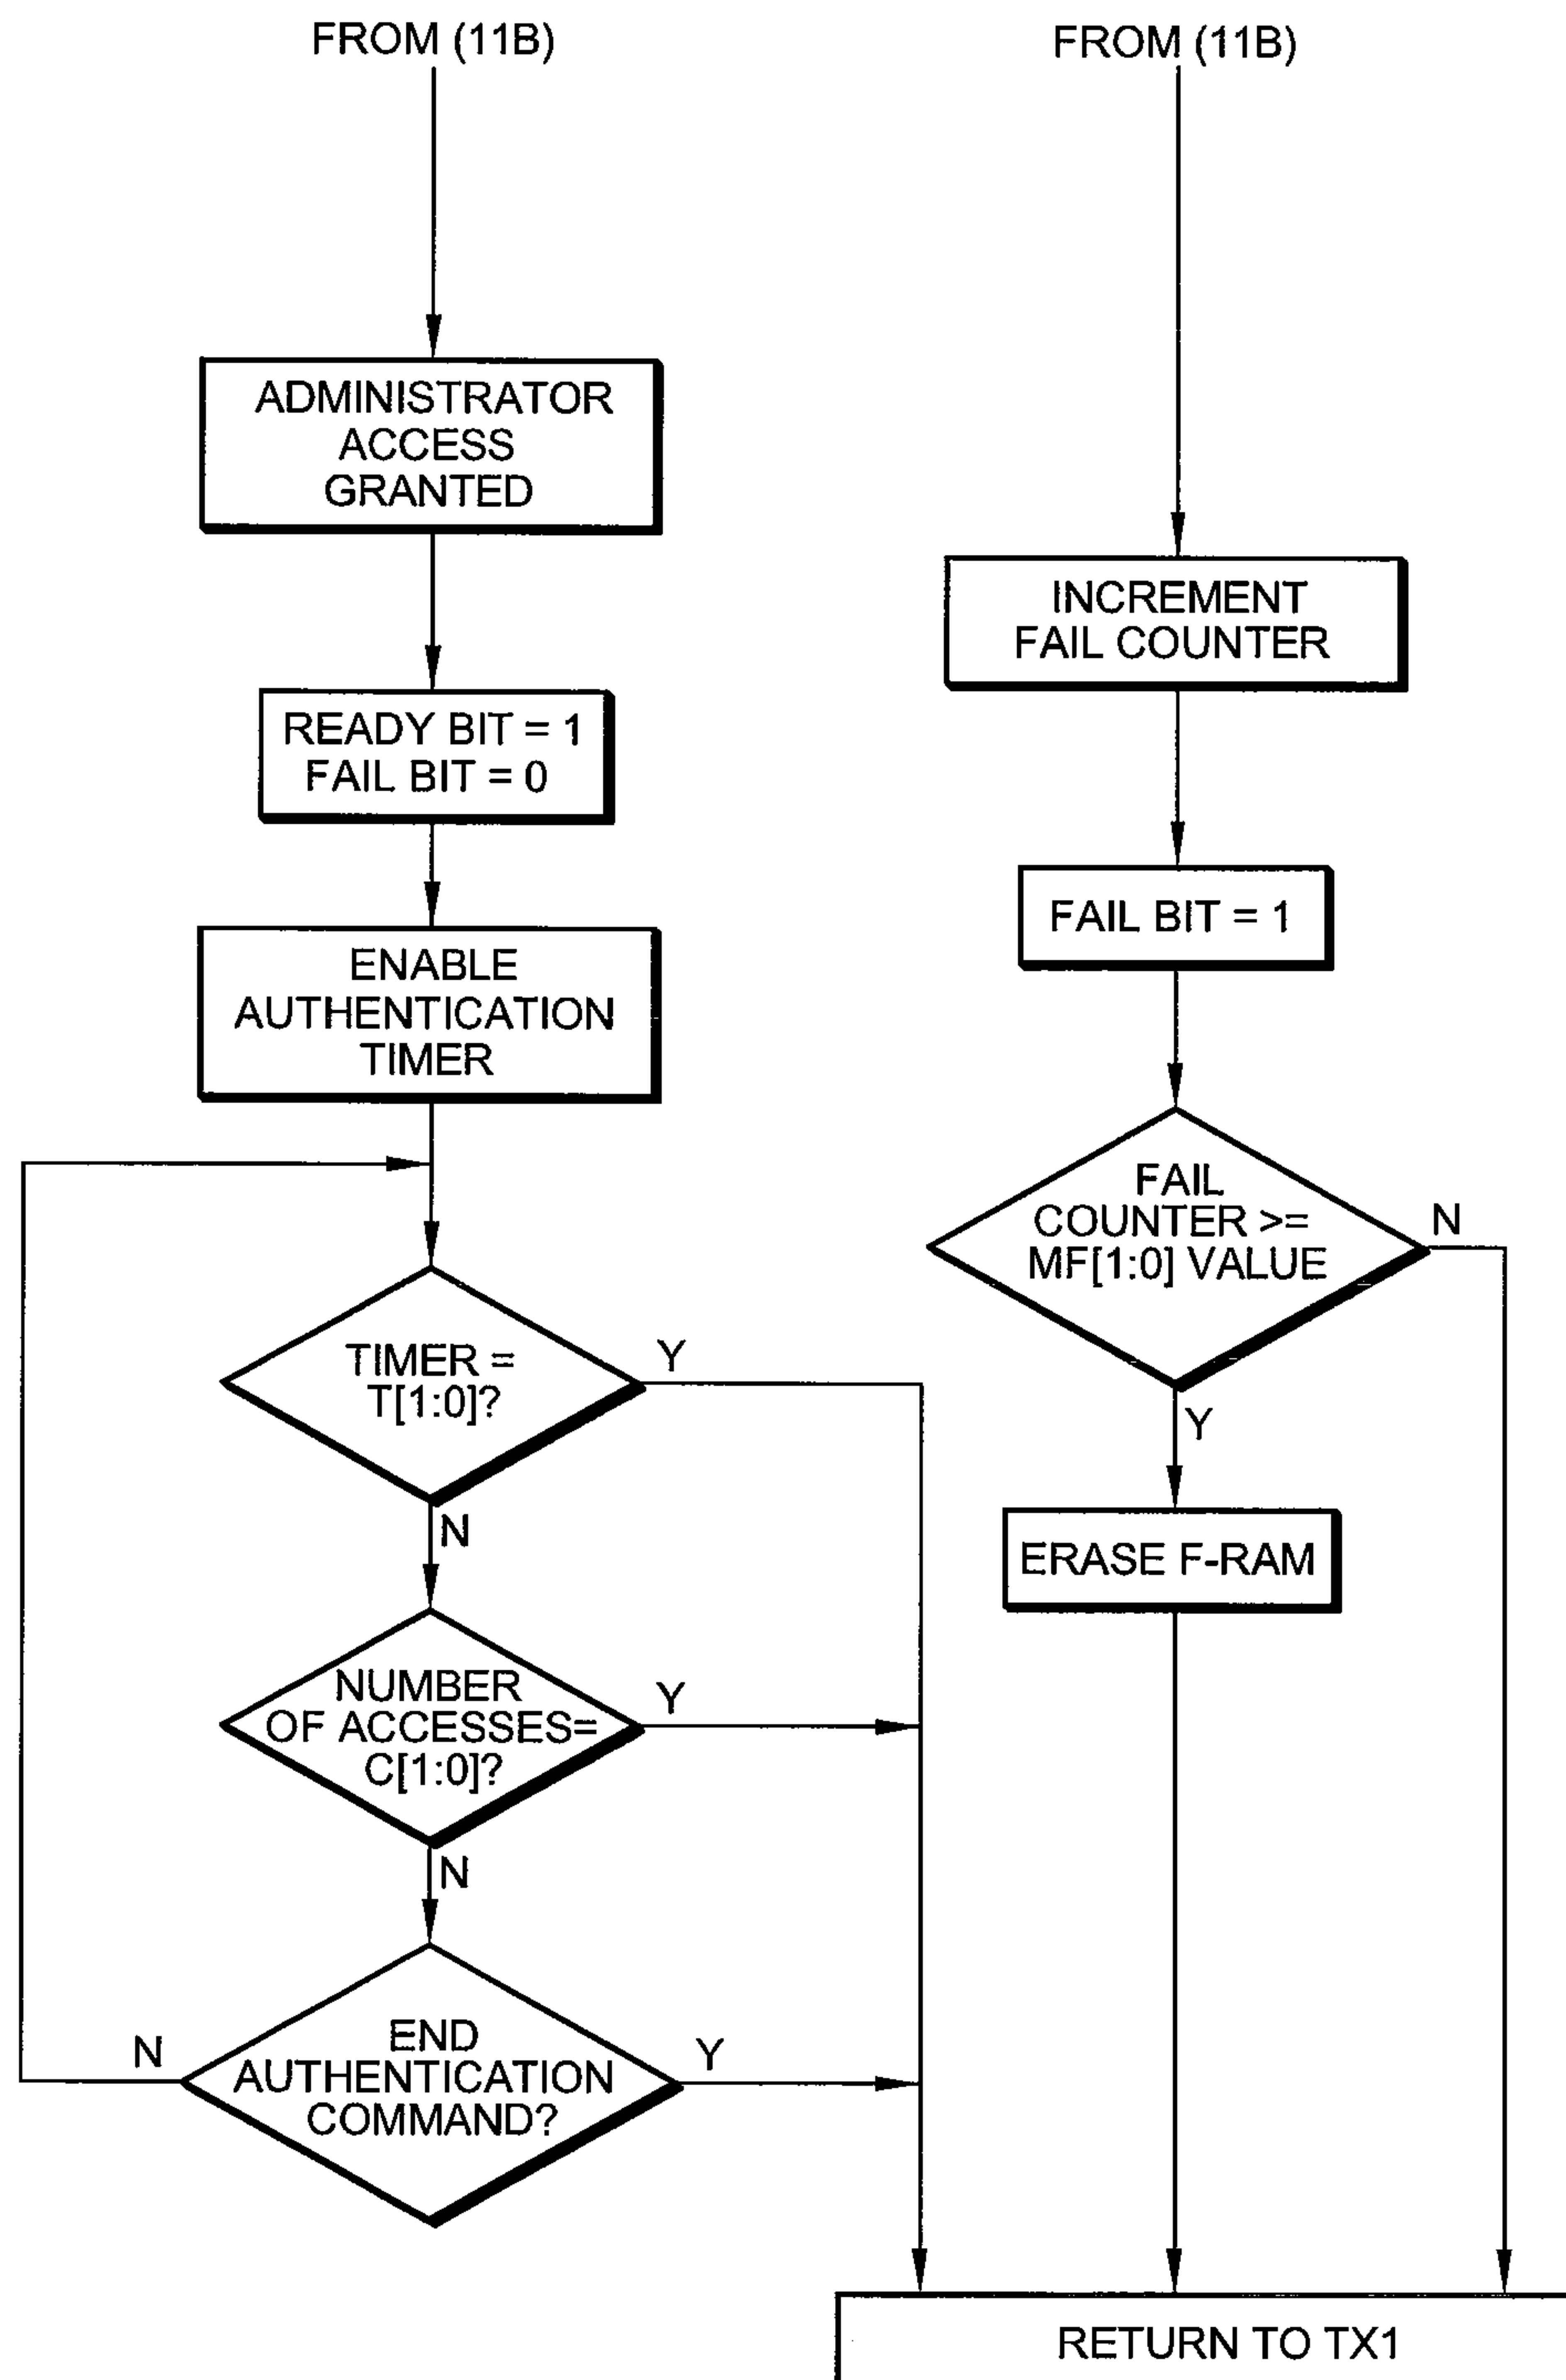 FROM (11B)
ADMINISTRATOR
ACCESS
GRANTED
READY BIT = 1
FAIL BIT = 0
ENABLE
AUTHENTICATION
TIMER
TIMER =
T[1:0]?
Y
N
NUMBER
OF ACCESSES=
C[1:0]?
Y
N
END
AUTHENTICATION
COMMAND?
N
Y
FROM (11B)
INCREMENT
FAIL COUNTER
FAIL BIT = 1
FAIL
COUNTER >=
MF[1:0] VALUE
N
Y
ERASE F-RAM
RETURN TO TX1